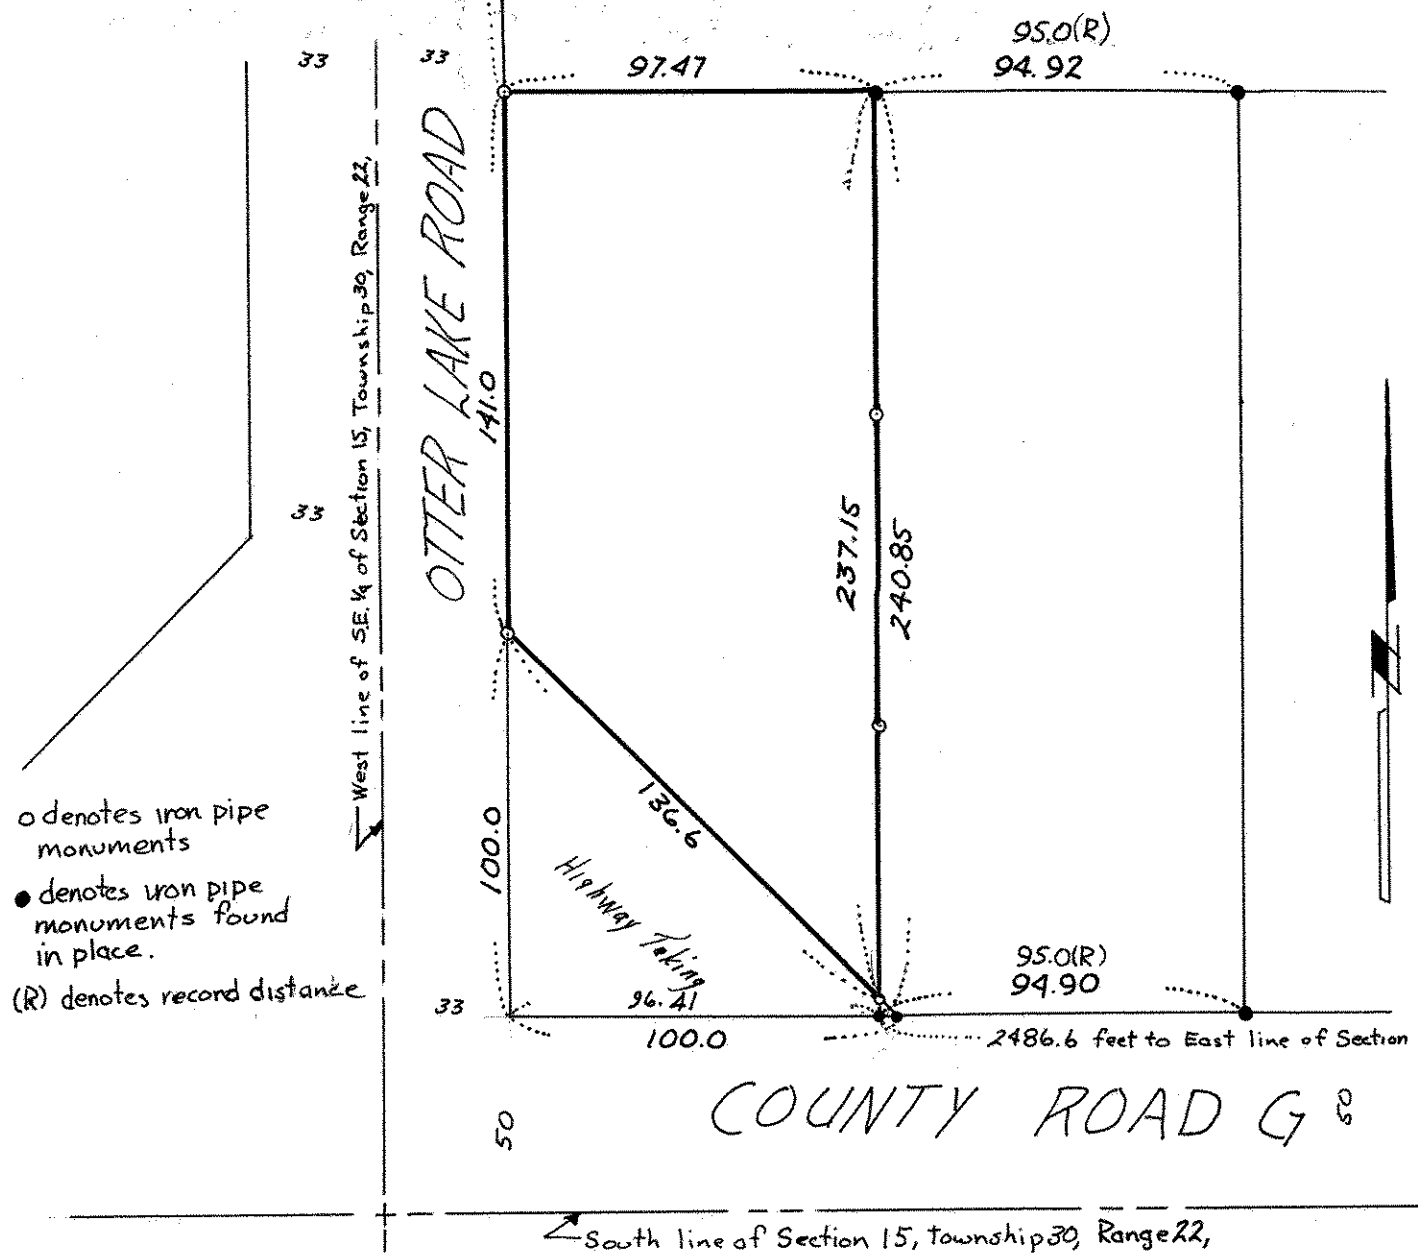 95.0(R)
33
33
97.47
94.92
OTTER LAKE ROAD
West line of S.E. 1/4 of Section 15, Township 30, Range 22,
141.0
33
237.15
240.85
136.6
o denotes iron pipe
monuments
● denotes iron pipe
monuments found
in place.
(R) denotes record distance
100.0
Highway Taking
95.0(R)
94.90
33
96.41
100.0
2486.6 feet to East line of Section
50
COUNTY ROAD G
50
South line of Section 15, township 30, Range 22,